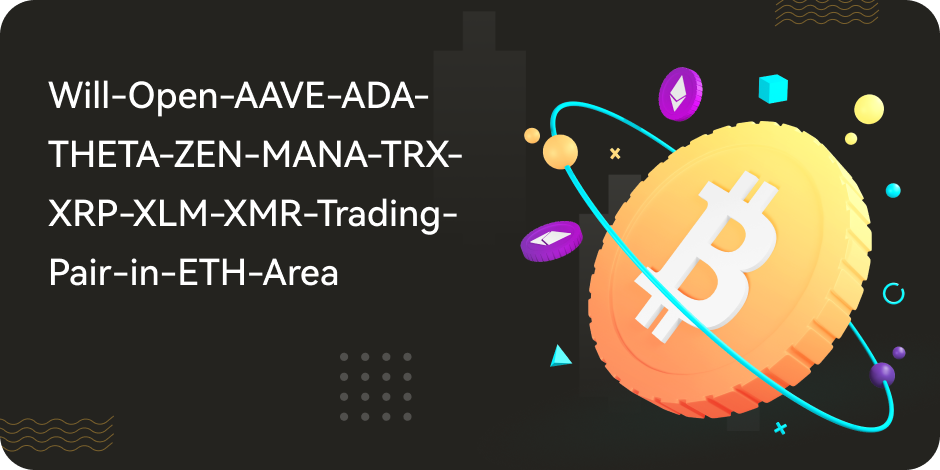 Will-Open-AAVE-ADA-
THETA-ZEN-MANA-TRX-
XRP-XLM-XMR-Trading-
Pair-in-ETH-Area